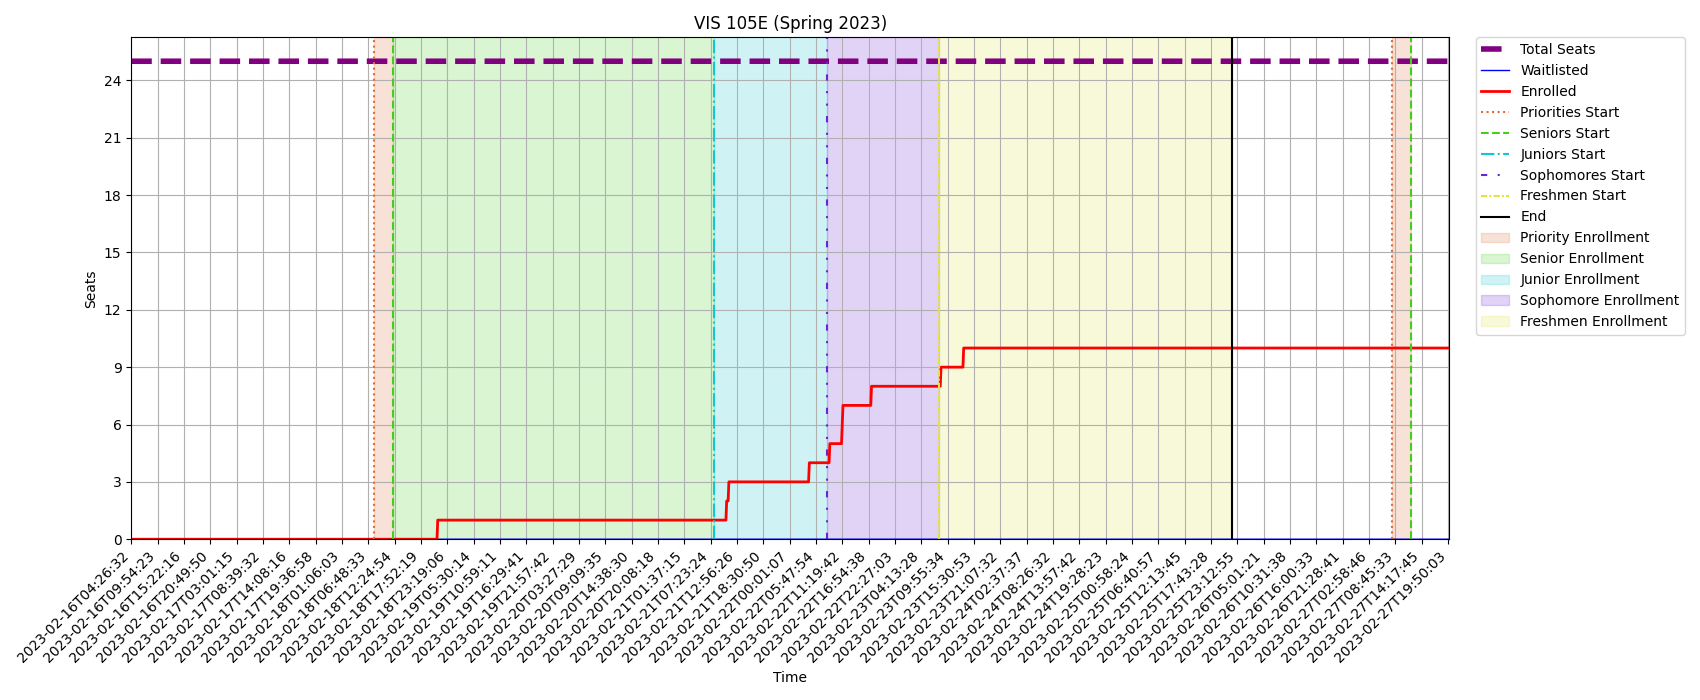 VIS 105E (Spring 2023)
Seats
24
21
18
15
12
9
6
3
0
2023-02-16T04:26:32
2023-02-16T09:54:23
2023-02-16T15:22:16
2023-02-16T20:49:50
2023-02-17T03:01:15
2023-02-17T08:39:32
2023-02-17T14:08:16
2023-02-17T19:36:58
2023-02-18T01:06:03
2023-02-18T06:48:33
2023-02-18T12:24:54
2023-02-18T17:52:19
2023-02-18T23:19:06
2023-02-19T05:30:14
2023-02-19T10:59:11
2023-02-19T16:29:41
2023-02-19T21:57:42
2023-02-20T03:27:29
2023-02-20T09:09:35
2023-02-20T14:38:30
2023-02-20T20:08:18
2023-02-21T01:37:15
2023-02-21T07:23:24
2023-02-21T12:56:26
2023-02-21T18:30:50
2023-02-22T00:01:07
2023-02-22T05:47:54
2023-02-22T11:19:42
2023-02-22T16:54:38
2023-02-22T22:27:03
2023-02-23T04:13:28
2023-02-23T09:55:34
2023-02-23T15:30:53
2023-02-23T21:07:32
2023-02-24T02:37:37
2023-02-24T08:26:32
2023-02-24T13:57:42
2023-02-24T19:28:23
2023-02-25T00:58:24
2023-02-25T06:40:57
2023-02-25T12:13:45
2023-02-25T17:43:28
2023-02-25T23:12:55
2023-02-26T05:01:21
2023-02-26T10:31:38
2023-02-26T16:00:33
2023-02-26T21:28:41
2023-02-27T02:58:46
2023-02-27T08:45:33
2023-02-27T14:17:45
2023-02-27T19:50:03
Time
Total Seats
Waitlisted
Enrolled
Priorities Start
Seniors Start
Juniors Start
Sophomores Start
Freshmen Start
End
Priority Enrollment
Senior Enrollment
Junior Enrollment
Sophomore Enrollment
Freshmen Enrollment